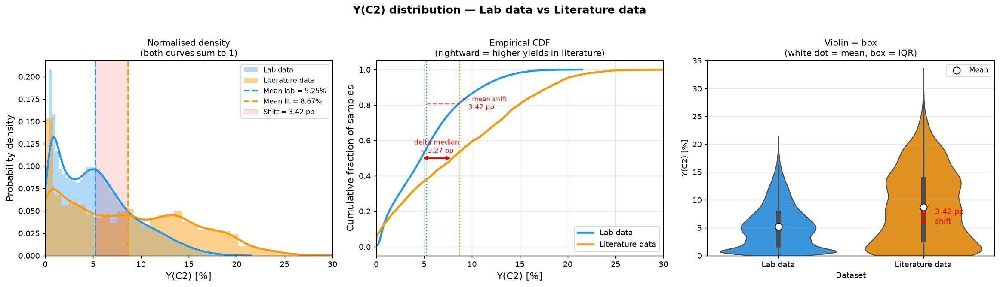 Y(C2) distribution — Lab data vs Literature data
Normalised density
(both curves sum to 1)
Probability density
0.200
0.175
0.150
0.125
0.100
0.075
0.050
0.025
0.000
0 5 10 15 20 25 30
Y(C2) [%]
Lab data
Literature data
Mean lab = 5.25%
Mean lit = 8.67%
Shift = 3.42 pp
Empirical CDF
(rightward = higher yields in literature)
Cumulative fraction of samples
1.0
0.8
0.6
0.4
0.2
0.0
<- mean shift
3.42 pp
delta median
= 3.27 pp
Lab data
Literature data
0 5 10 15 20 25 30
Y(C2) [%]
Violin + box
(white dot = mean, box = IQR)
Y(C2) [%]
35
30
25
20
15
10
5
0
Mean
3.42 pp
shift
Lab data Literature data
Dataset